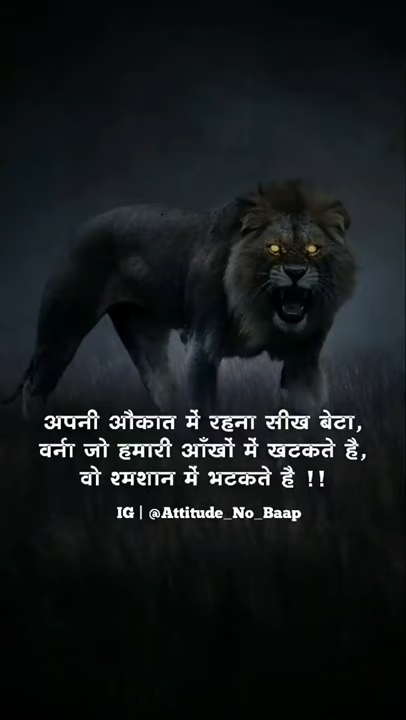 अपनी औकात में रहना सीख बेटा,
वर्ना जो हमारी आँखों में खटकते है,
वो श्मशान में भटकते है !!
IG | @Attitude_No_Baap